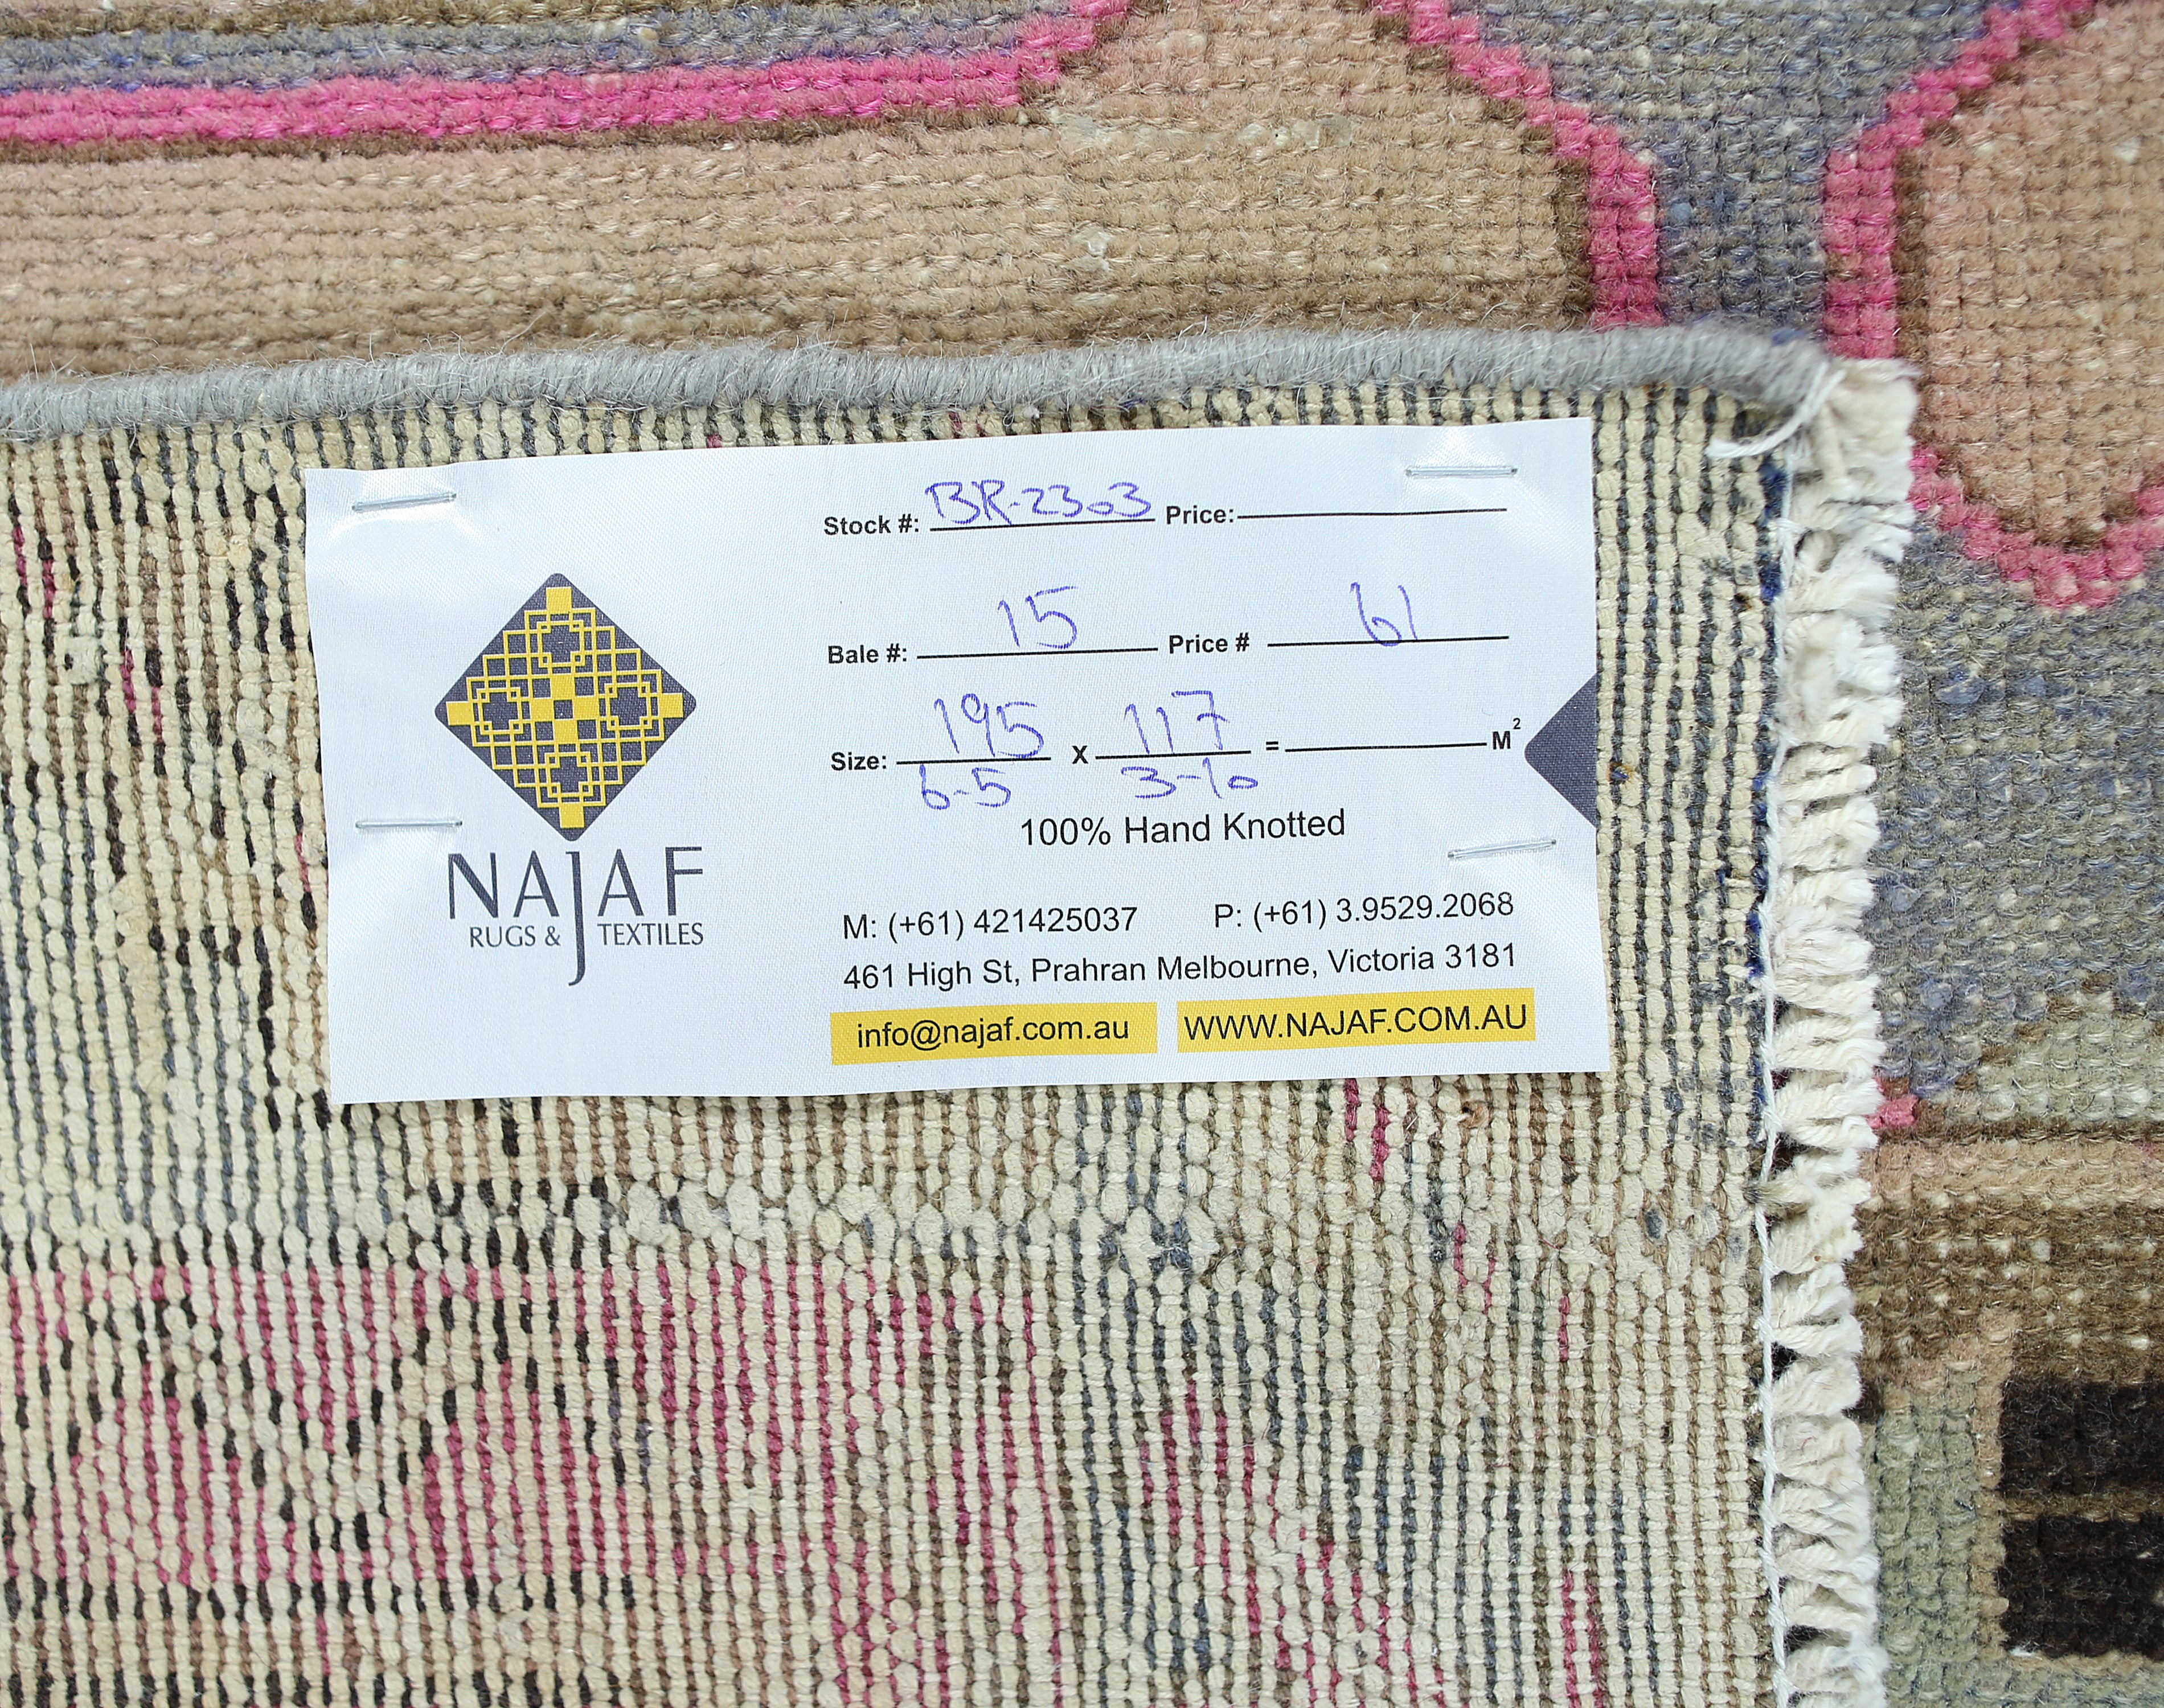 Stock #: BR-2303 Price:
Bale #: 15 Price # 61
Size: 195 x 117 = M²
6-5 3-10
100% Hand Knotted
NAJAF
RUGS & TEXTILES
M: (+61) 421425037 P: (+61) 3.9529.2068
461 High St, Prahran Melbourne, Victoria 3181
info@najaf.com.au WWW.NAJAF.COM.AU